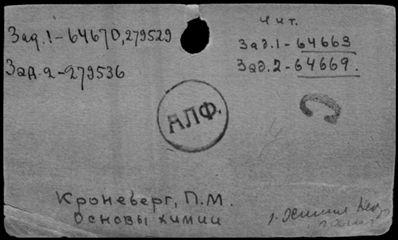 Зад.1-64670,279529
Зад-2-279536
Чит.
Зад.1-64663
Зад.2-64669.
АЛФ.
С
Кроневерг, П.М.
Основы химии